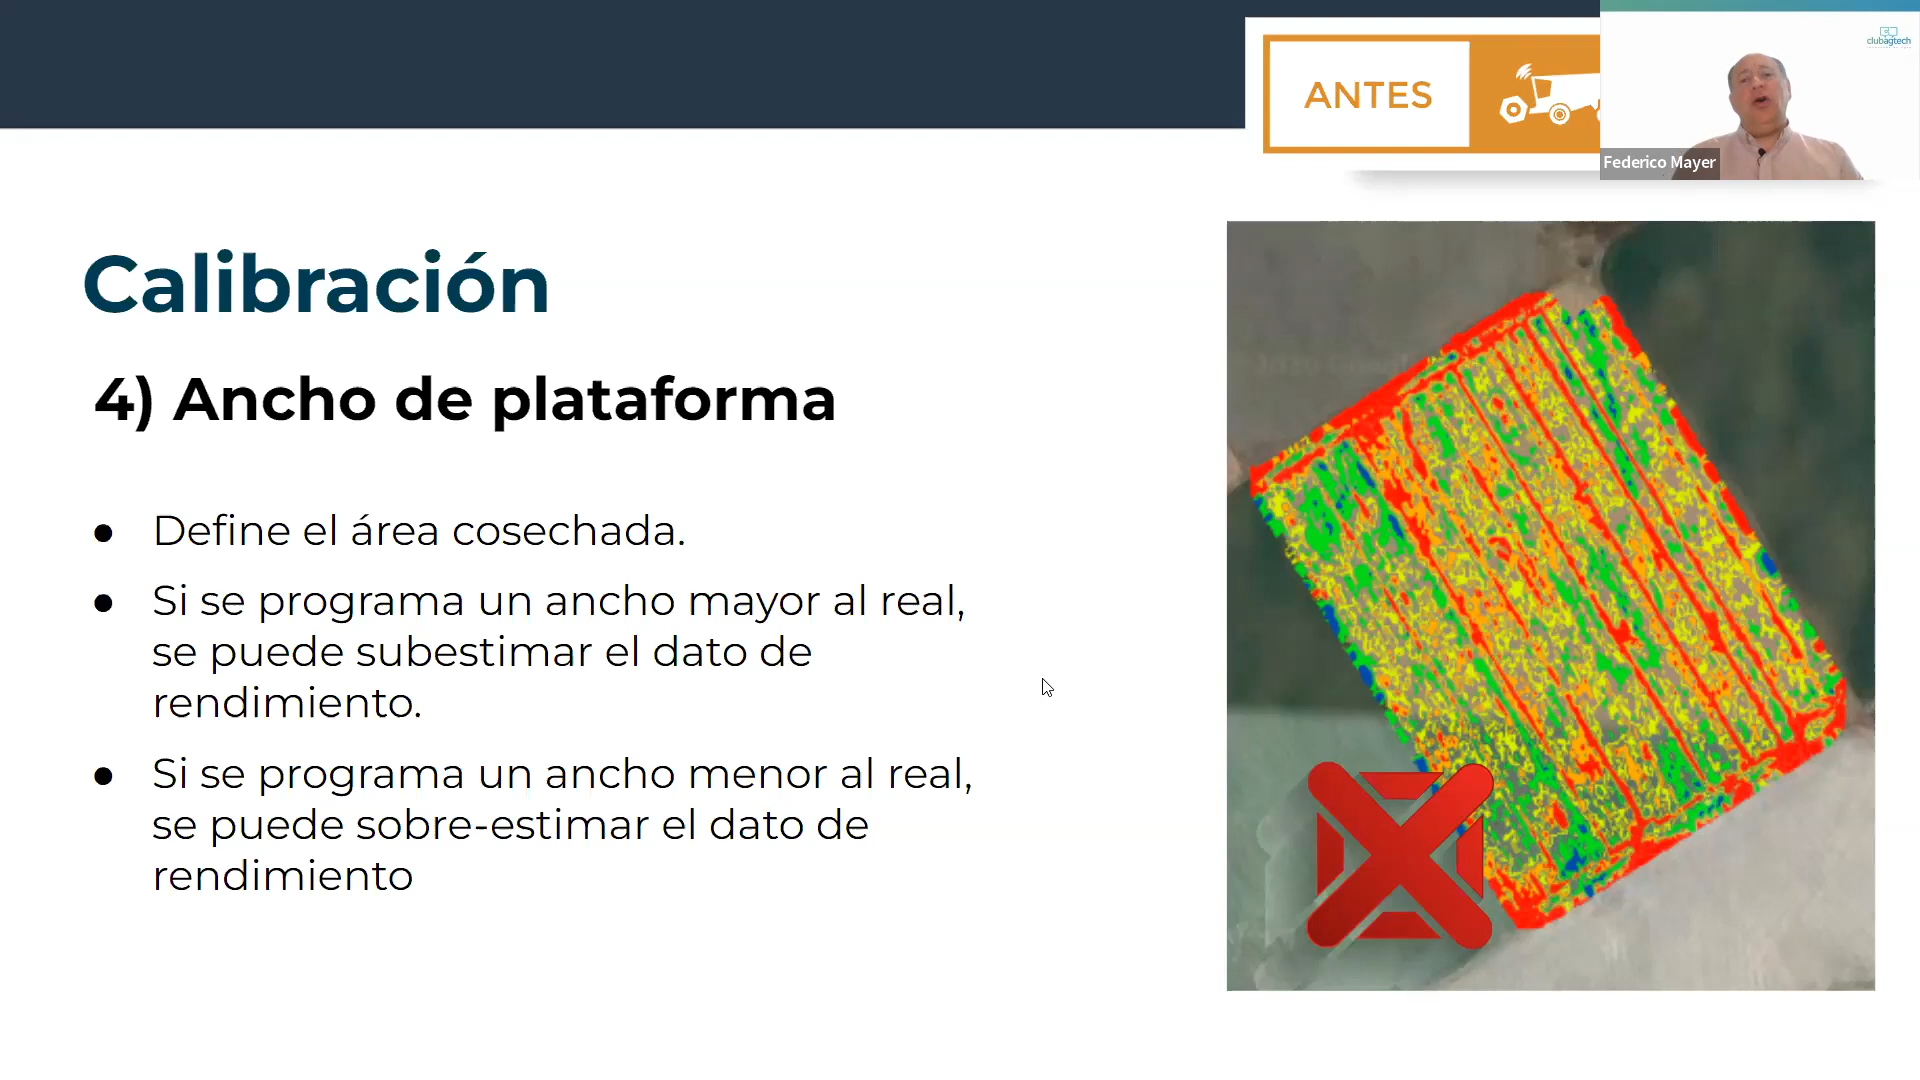 ANTES
clubagtech
Federico Mayer
Calibración
4) Ancho de plataforma
● Define el área cosechada.
● Si se programa un ancho mayor al real,
se puede subestimar el dato de
rendimiento.
● Si se programa un ancho menor al real,
se puede sobre-estimar el dato de
rendimiento